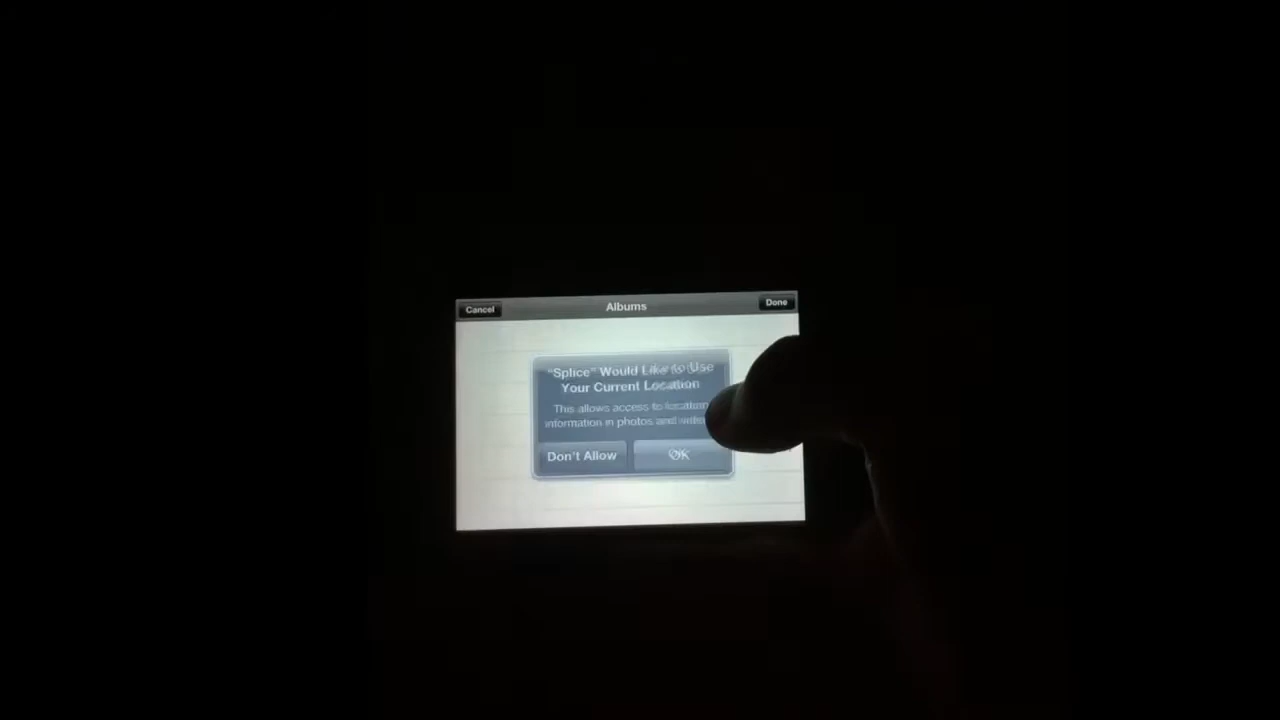 Cancel
Albums
Done
"Splice" Would Like to Use
Your Current Location
This allows access to location
information in photos and
Don't Allow
OK